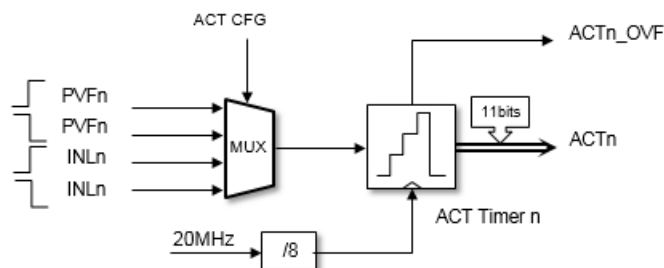 ACT CFG
ACTn_OVF
PVFn
PVFn
11bits
MUX
ACTn
INLn
INLn
ACT Timer n
20MHz
/8